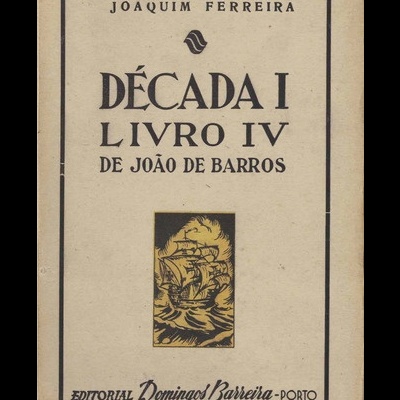 JOAQUIM FERREIRA
DÉCADA I
LIVRO IV
DE JOÃO DE BARROS
EDITORIAL Domingos Barreira - PORTO